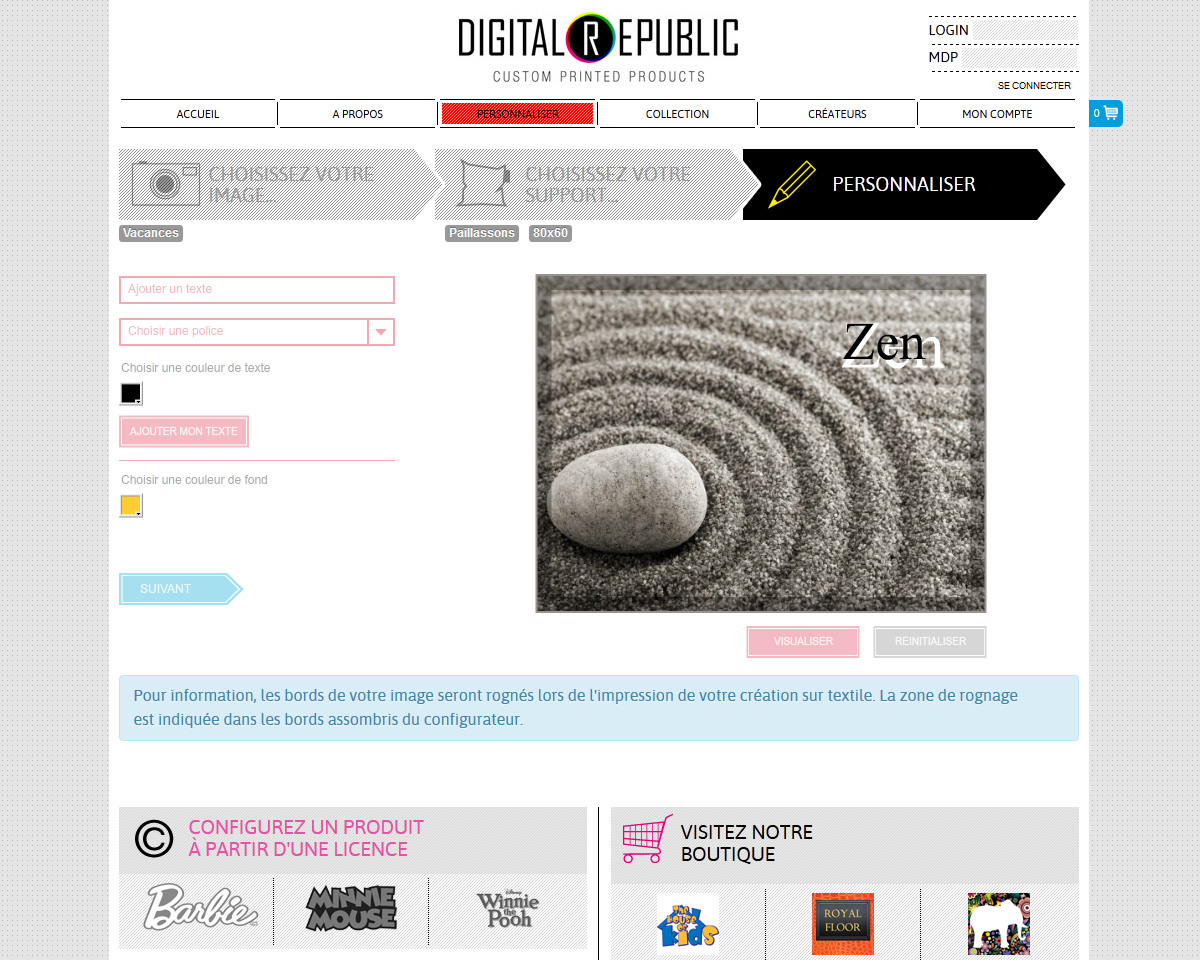 DIGITAL REPUBLIC
CUSTOM PRINTED PRODUCTS
LOGIN
MDP
SE CONNECTER
ACCUEIL
A PROPOS
PERSONNALISER
COLLECTION
CRÉATEURS
MON COMPTE
0
CHOISISSEZ VOTRE
IMAGE...
CHOISISSEZ VOTRE
SUPPORT...
PERSONNALISER
Vacances
Paillassons
80x60
Ajouter un texte
Choisir une police
Choisir une couleur de texte
AJOUTER MON TEXTE
Choisir une couleur de fond
SUIVANT
Zen
Zen
VISUALISER
REINITIALISER
Pour information, les bords de votre image seront rognés lors de l'impression de votre création sur textile. La zone de rognage
est indiquée dans les bords assombris du configurateur.
©
CONFIGUREZ UN PRODUIT
À PARTIR D'UNE LICENCE
Barbie
MINNIE
MOUSE
Disney
Winnie
the
Pooh
VISITEZ NOTRE
BOUTIQUE
The
House of
kids
ROYAL
FLOOR